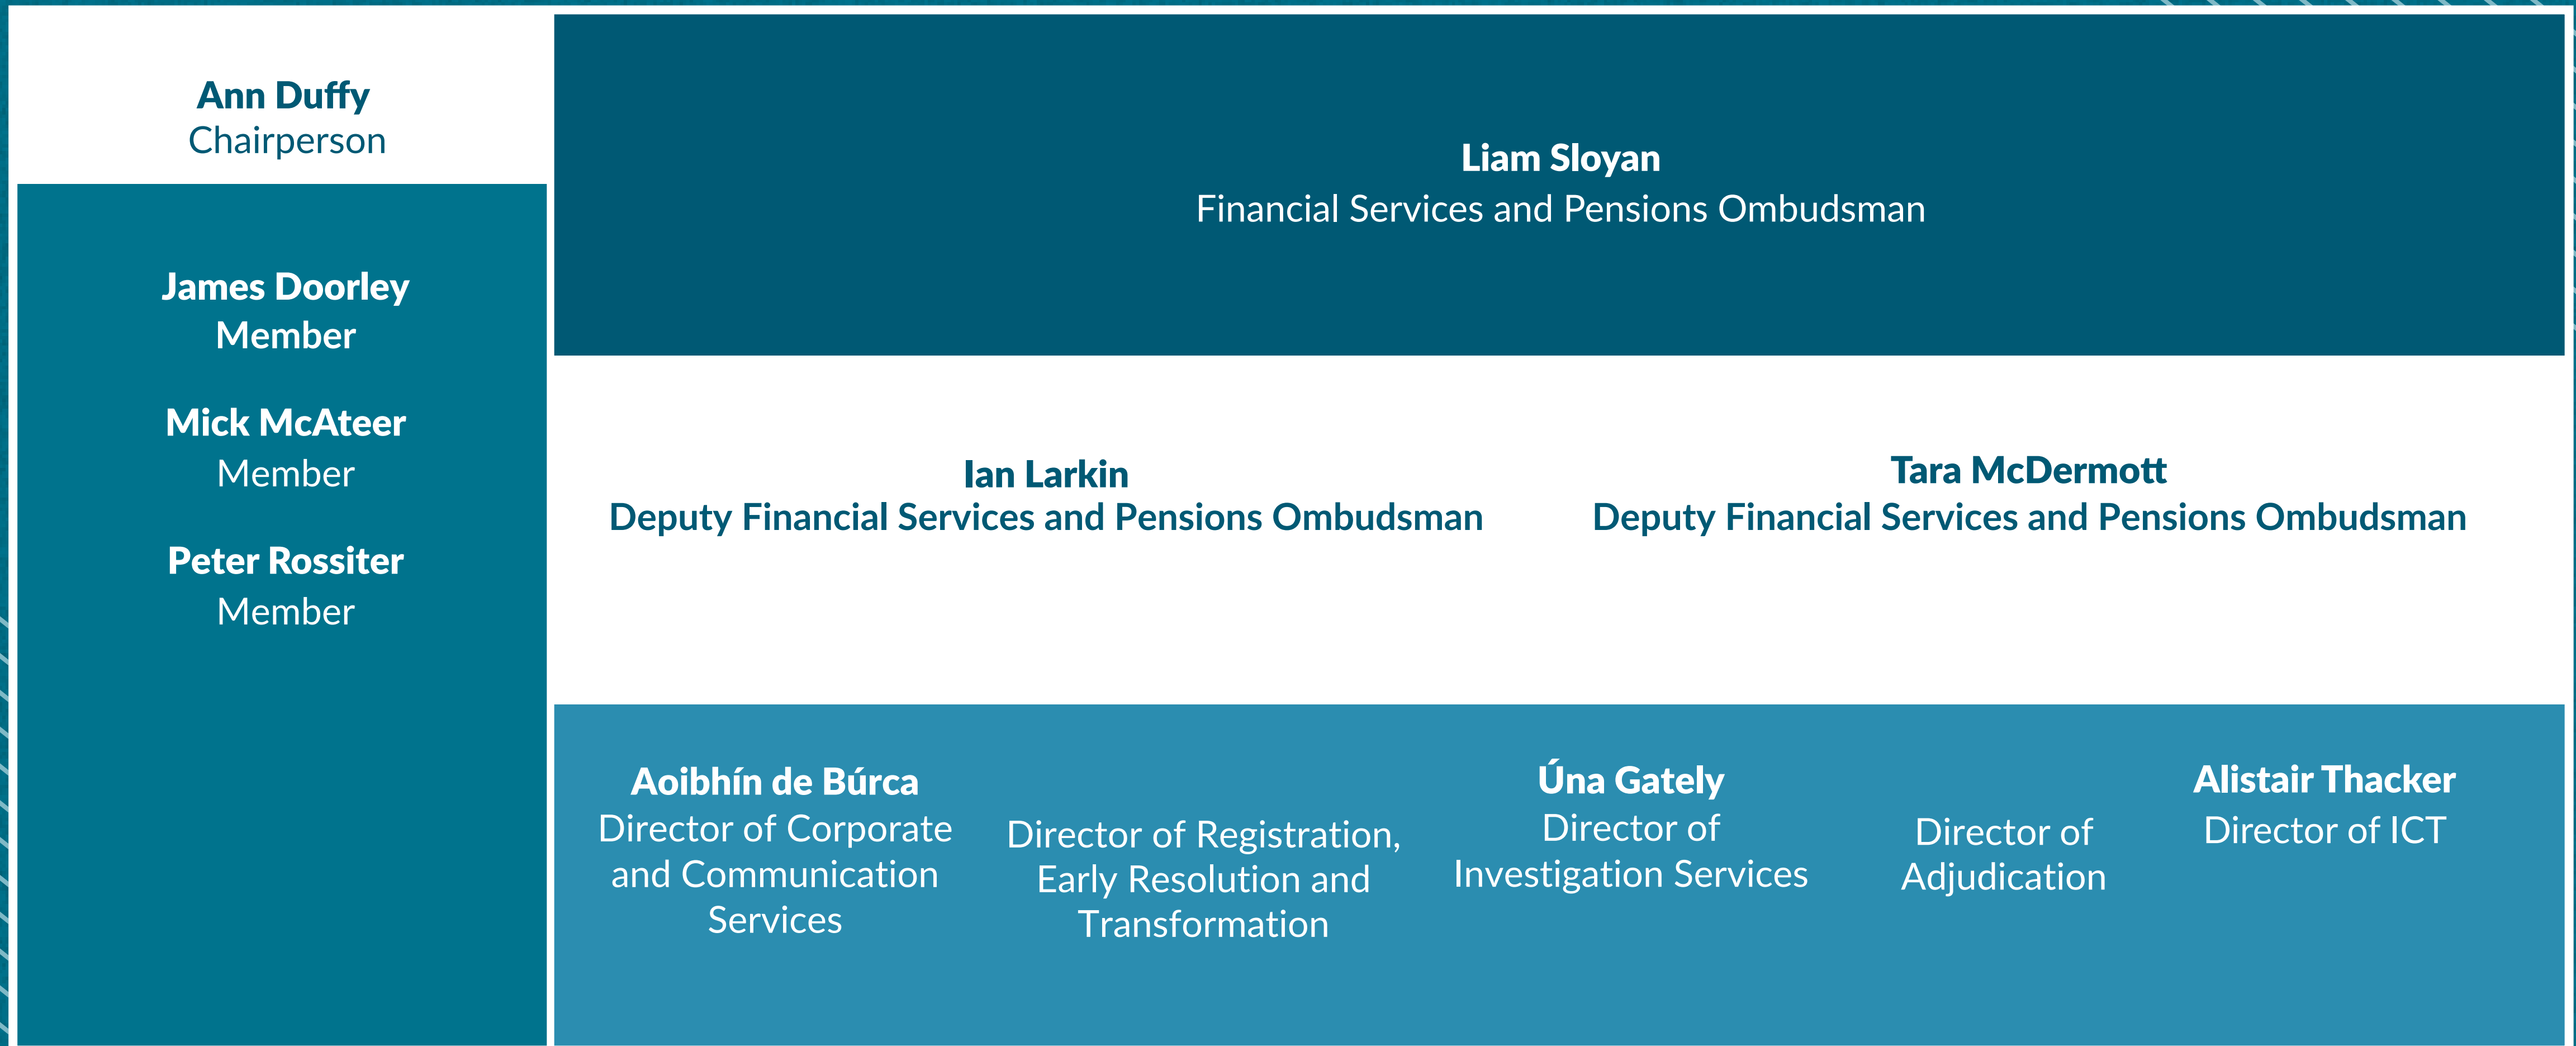 Ann Duffy
Chairperson
James Doorley
Member
Mick McAteer
Member
Peter Rossiter
Member
Liam Sloyan
Financial Services and Pensions Ombudsman
Ian Larkin
Deputy Financial Services and Pensions Ombudsman
Tara McDermott
Deputy Financial Services and Pensions Ombudsman
Aoibhín de Búrca
Director of Corporate
and Communication
Services
Director of Registration,
Early Resolution and
Transformation
Úna Gately
Director of
Investigation Services
Director of
Adjudication
Alistair Thacker
Director of ICT